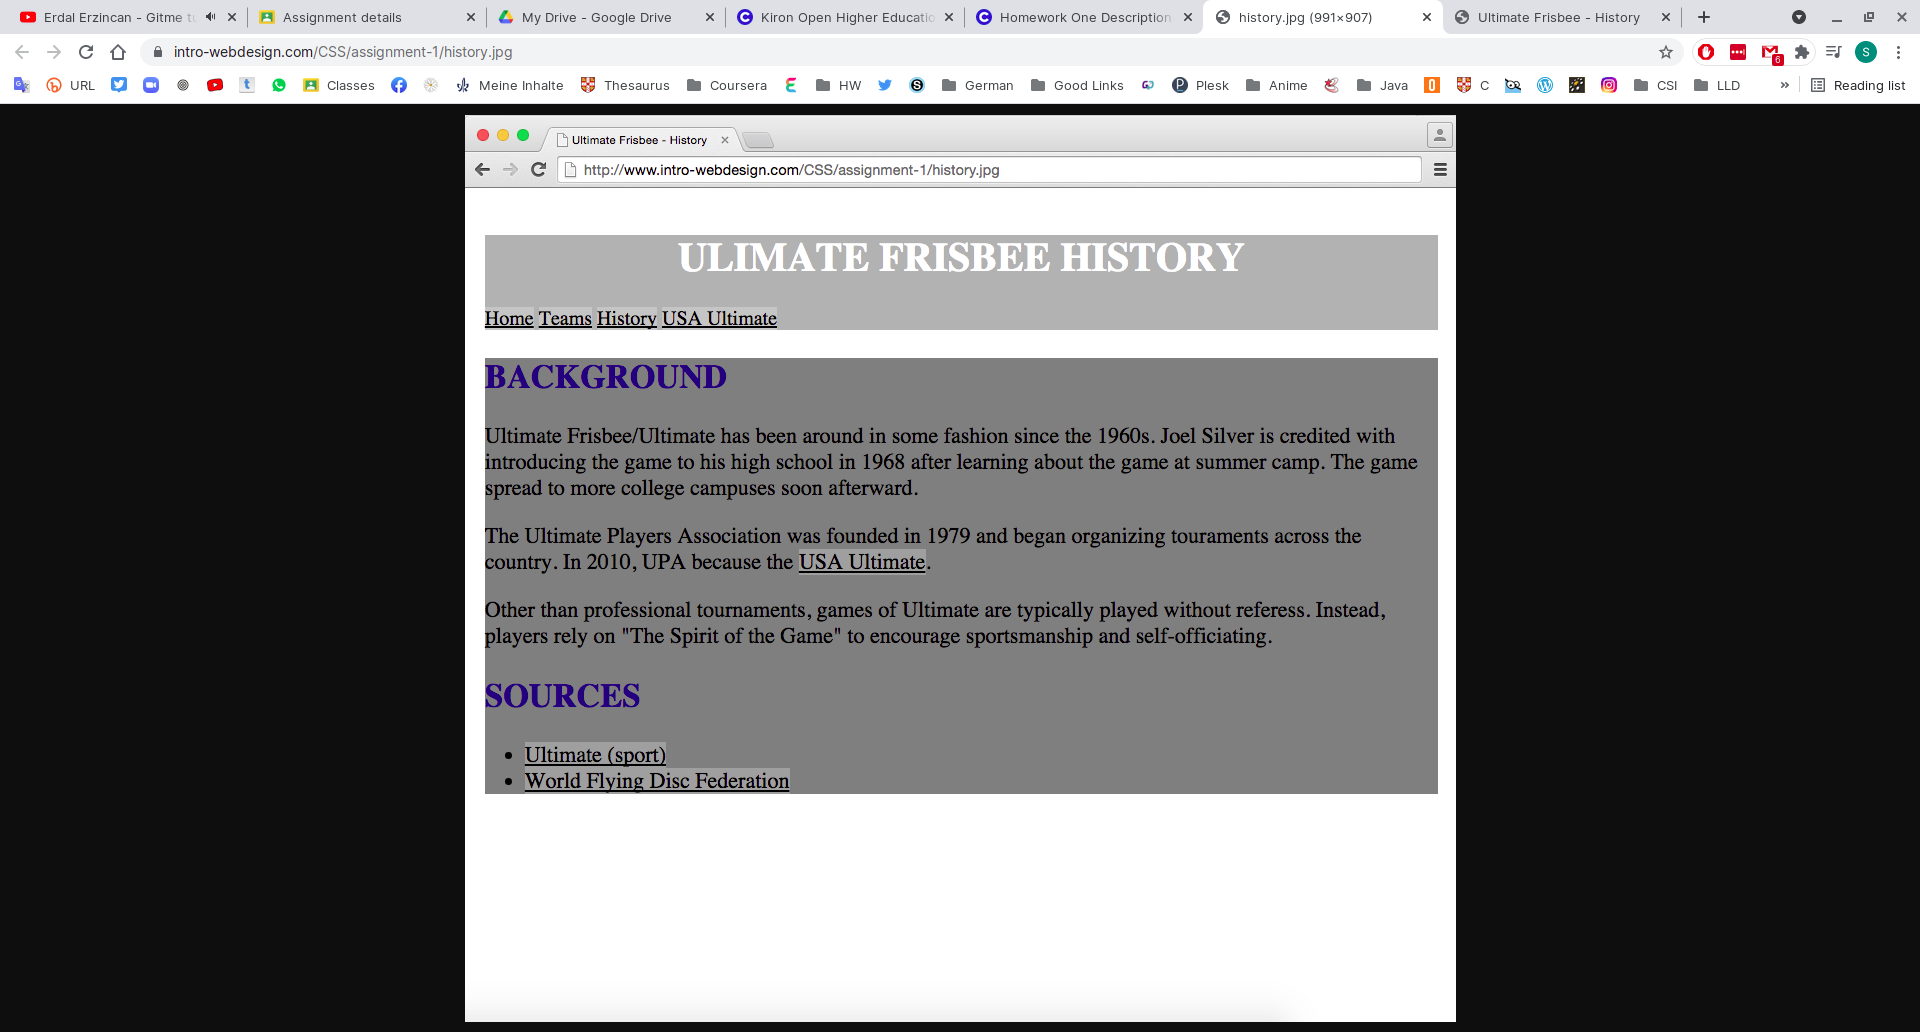 Erdal Erzincan - Gitme t
Assignment details
My Drive - Google Drive
Kiron Open Higher Educatio
Homework One Description
history.jpg (991×907)
Ultimate Frisbee - History
intro-webdesign.com/CSS/assignment-1/history.jpg
6
S
URL
Classes
Meine Inhalte
Thesaurus
Coursera
HW
German
Good Links
Plesk
Anime
Java
C
CSI
LLD
»
Reading list
Ultimate Frisbee - History
http://www.intro-webdesign.com/CSS/assignment-1/history.jpg
ULIMATE FRISBEE HISTORY
Home Teams History USA Ultimate
BACKGROUND
Ultimate Frisbee/Ultimate has been around in some fashion since the 1960s. Joel Silver is credited with
introducing the game to his high school in 1968 after learning about the game at summer camp. The game
spread to more college campuses soon afterward.
The Ultimate Players Association was founded in 1979 and began organizing touraments across the
country. In 2010, UPA because the USA Ultimate.
Other than professional tournaments, games of Ultimate are typically played without referess. Instead,
players rely on "The Spirit of the Game" to encourage sportsmanship and self-officiating.
SOURCES
• Ultimate (sport)
• World Flying Disc Federation